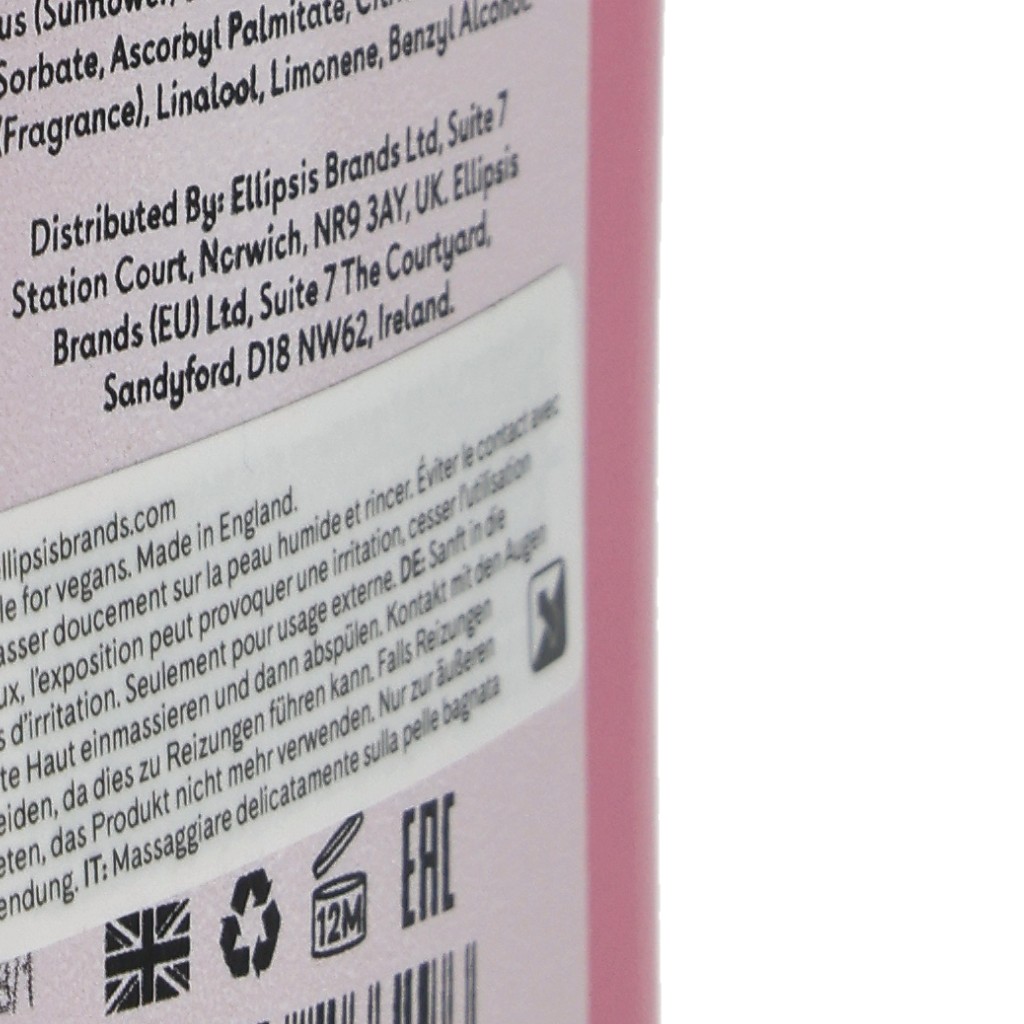 us (Sunflower)
Sorbate, Ascorbyl Palmitate,
(Fragrance), Linalool, Limonene, Benzyl Alcohol
Distributed By: Ellipsis Brands Ltd, Suite 7
Station Court, Norwich, NR9 3AY, UK. Ellipsis
Brands (EU) Ltd, Suite 7 The Courtyard,
Sandyford, D18 NW62, Ireland.
llipsisbrands.com
le for vegans. Made in England.
asser doucement sur la peau humide et rincer. Éviter le contact avec
ux, l'exposition peut provoquer une irritation, cesser l'utilisation
s d'irritation. Seulement pour usage externe. DE: Sanft in die
te Haut einmassieren und dann abspülen. Kontakt mit den Augen
eiden, da dies zu Reizungen führen kann. Falls Reizungen
eten, das Produkt nicht mehr verwenden. Nur zur äußeren
endung. IT: Massaggiare delicatamente sulla pelle bagnata
12M
EAC